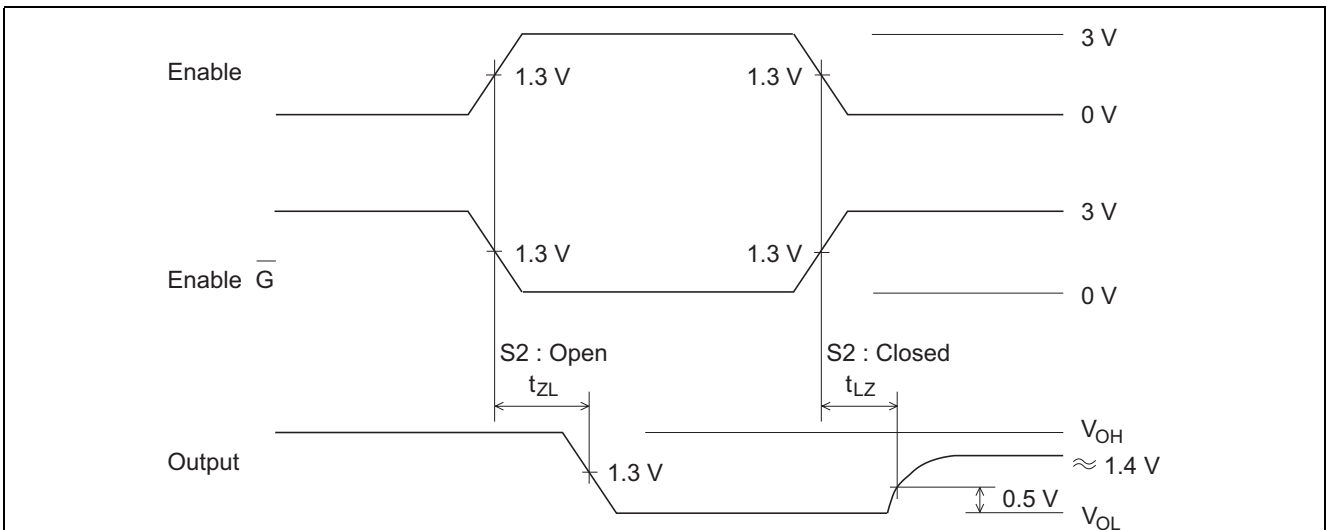 3 V
Enable
1.3 V
1.3 V
0 V
3 V
1.3 V
1.3 V
Enable G̅
0 V
S2 : Open
S2 : Closed
tZL
tLZ
VOH
Output
≈ 1.4 V
1.3 V
0.5 V
VOL